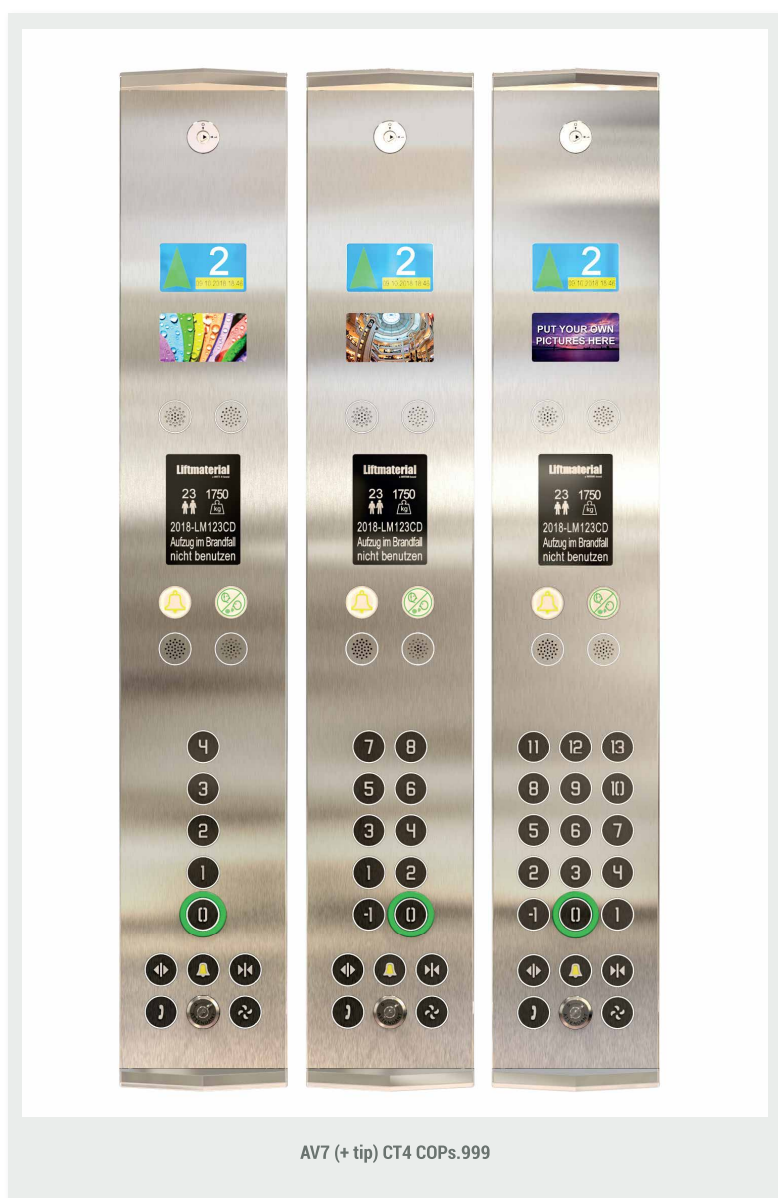 2
09.10.2018 18:46
Liftmaterial
23 1750
kg
2018-LM123CD
Aufzug im Brandfall
nicht benutzen
4
3
2
1
0
2
09.10.2018 18:46
Liftmaterial
23 1750
kg
2018-LM123CD
Aufzug im Brandfall
nicht benutzen
7 8
5 6
3 4
1 2
-1 0
2
09.10.2018 18:46
PUT YOUR OWN
PICTURES HERE
Liftmaterial
23 1750
kg
2018-LM123CD
Aufzug im Brandfall
nicht benutzen
11 12 13
8 9 10
5 6 7
2 3 4
-1 0 1
AV7 (+ tip) CT4 COPs.999